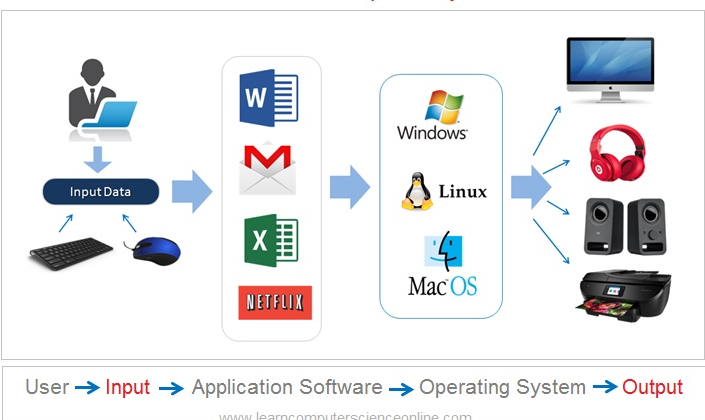 Input Data
W
M
X
NETFLIX
Windows
Linux
Mac OS
User Input Application Software Operating System Output
www.learncomputerscienceonline.com